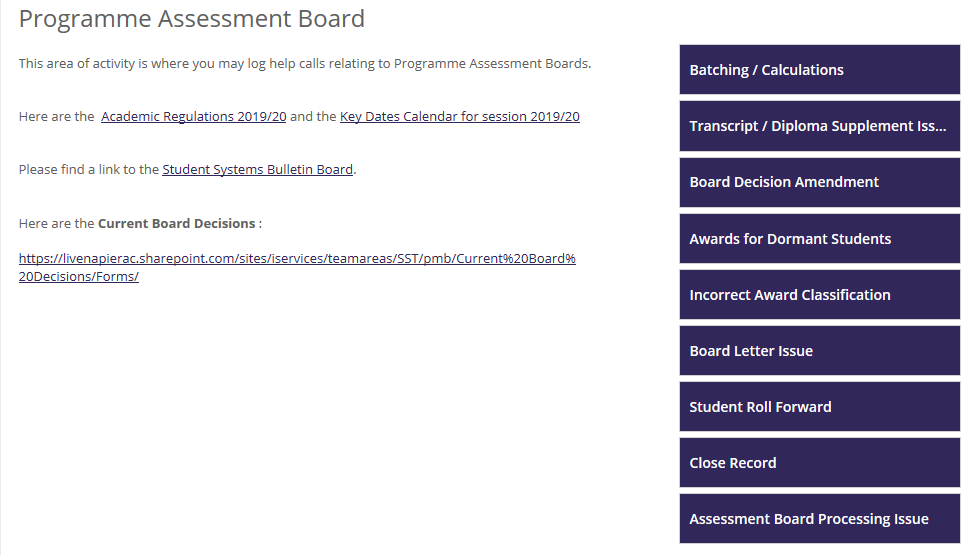 Programme Assessment Board
This area of activity is where you may log help calls relating to Programme Assessment Boards.
Here are the Academic Regulations 2019/20 and the Key Dates Calendar for session 2019/20
Please find a link to the Student Systems Bulletin Board.
Here are the Current Board Decisions :
https://livenapierac.sharepoint.com/sites/iservices/teamareas/SST/pmb/Current%20Board%
20Decisions/Forms/
Batching / Calculations
Transcript / Diploma Supplement Iss...
Board Decision Amendment
Awards for Dormant Students
Incorrect Award Classification
Board Letter Issue
Student Roll Forward
Close Record
Assessment Board Processing Issue